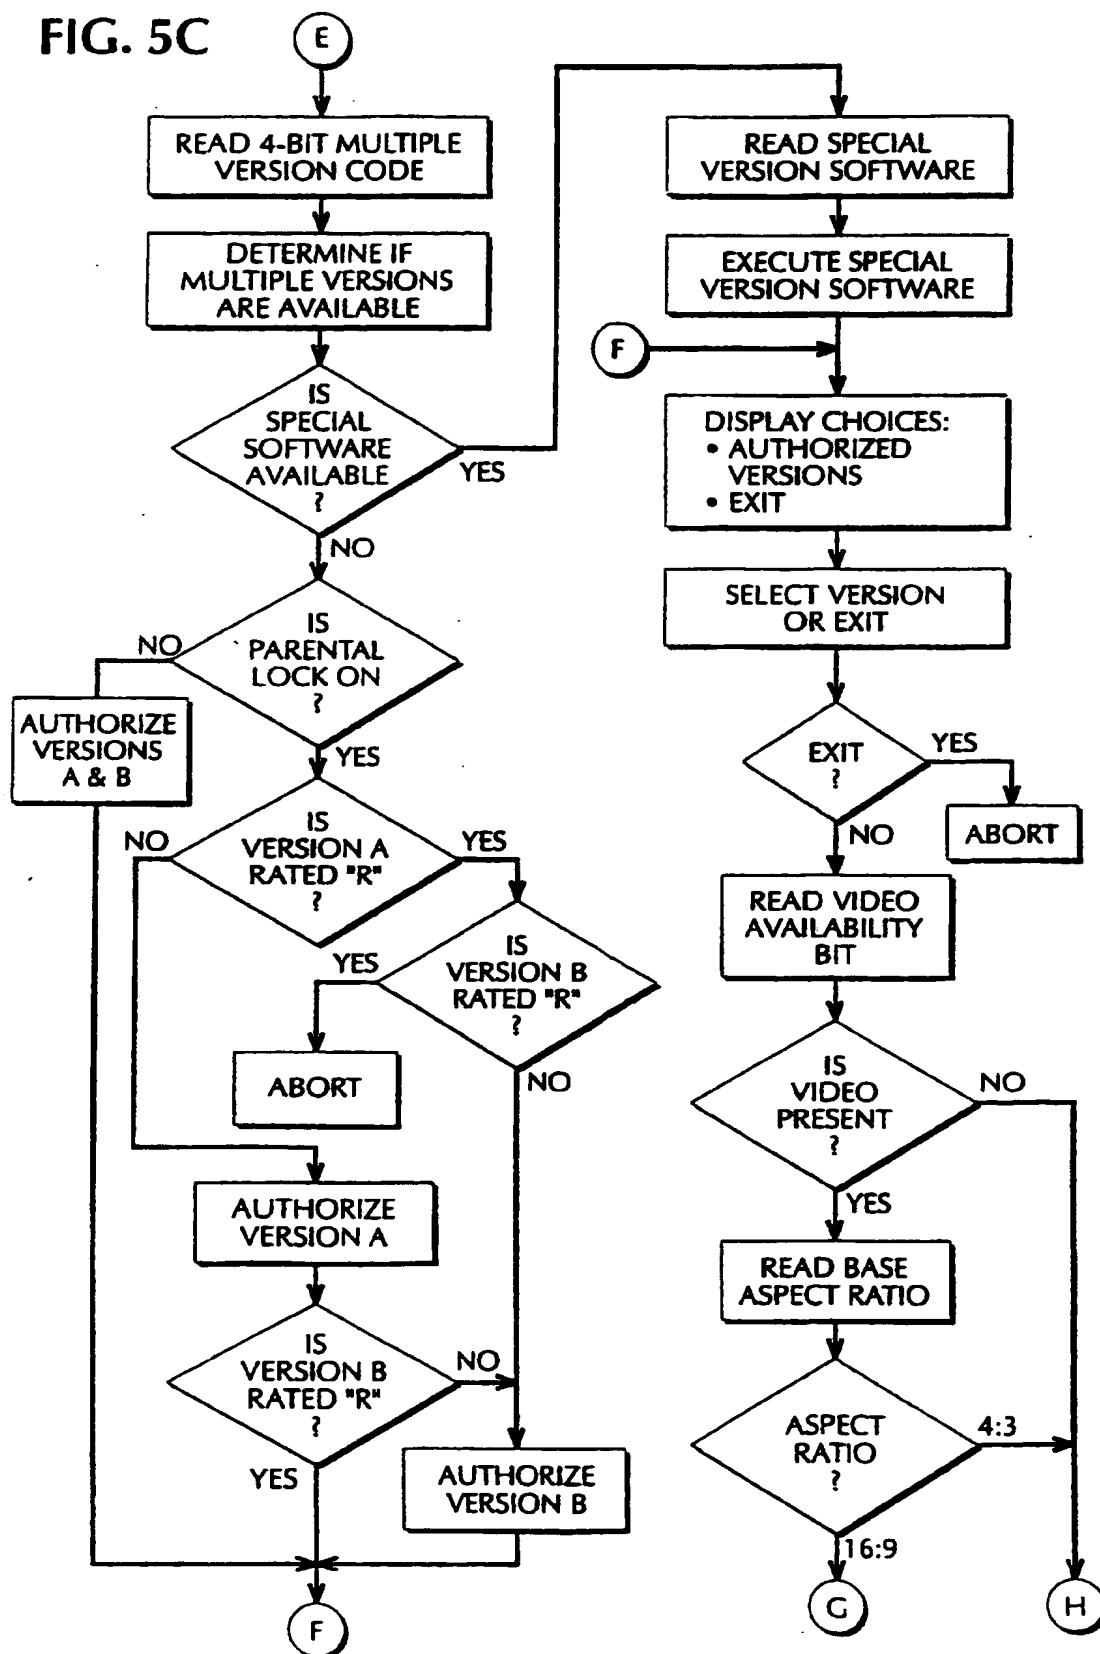 FIG. 5C
E
READ 4-BIT MULTIPLE
VERSION CODE
DETERMINE IF
MULTIPLE VERSIONS
ARE AVAILABLE
IS
SPECIAL
SOFTWARE
AVAILABLE
?
YES
NO
IS
PARENTAL
LOCK ON
?
NO
YES
AUTHORIZE
VERSIONS
A & B
IS
VERSION A
RATED "R"
?
NO
YES
IS
VERSION B
RATED "R"
?
YES
NO
ABORT
AUTHORIZE
VERSION A
IS
VERSION B
RATED "R"
?
NO
YES
AUTHORIZE
VERSION B
F
READ SPECIAL
VERSION SOFTWARE
EXECUTE SPECIAL
VERSION SOFTWARE
F
DISPLAY CHOICES:
• AUTHORIZED
VERSIONS
• EXIT
SELECT VERSION
OR EXIT
EXIT
?
YES
NO
ABORT
READ VIDEO
AVAILABILITY
BIT
IS
VIDEO
PRESENT
?
NO
YES
READ BASE
ASPECT RATIO
ASPECT
RATIO
?
4:3
16:9
G
H